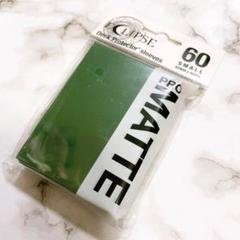 ECLIPSE
Deck Protector sleeves
60
SMALL
PRO
MATTE